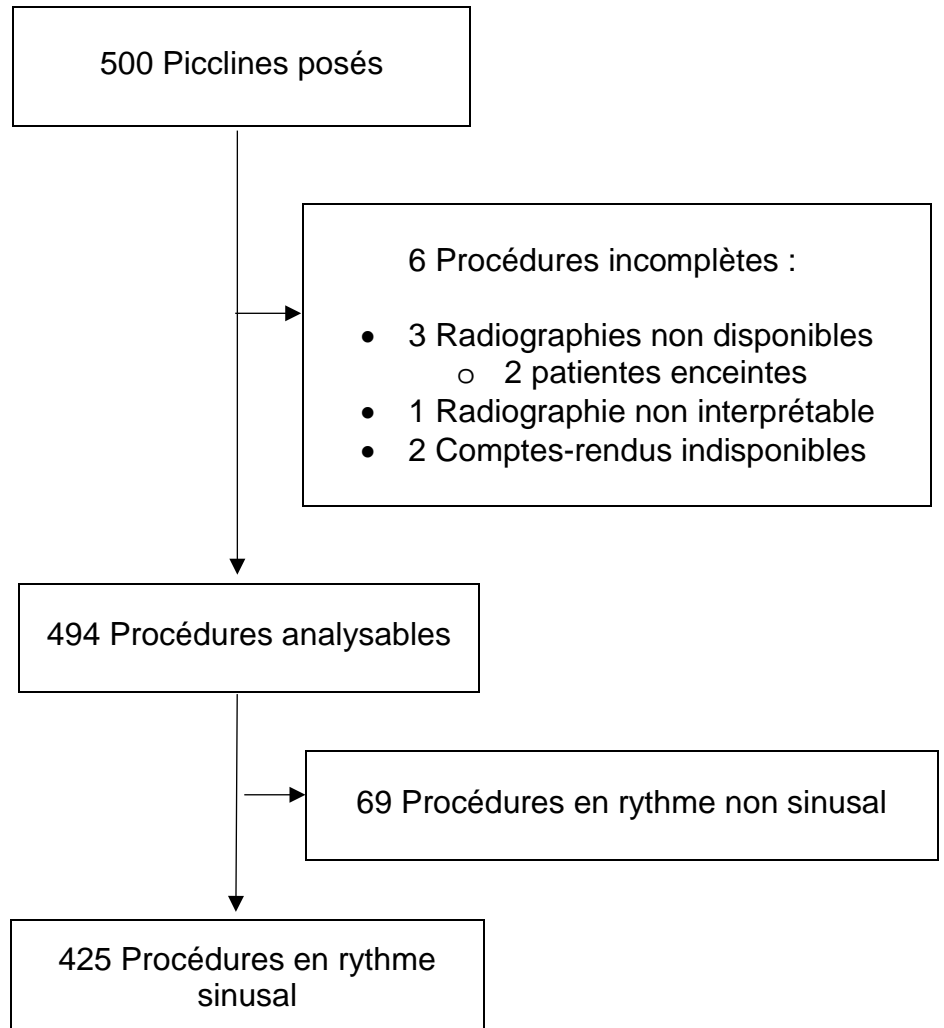 500 Picclines posés
6 Procédures incomplètes :
• 3 Radiographies non disponibles
o 2 patientes enceintes
• 1 Radiographie non interprétable
• 2 Comptes-rendus indisponibles
494 Procédures analysables
69 Procédures en rythme non sinusal
425 Procédures en rythme
sinusal